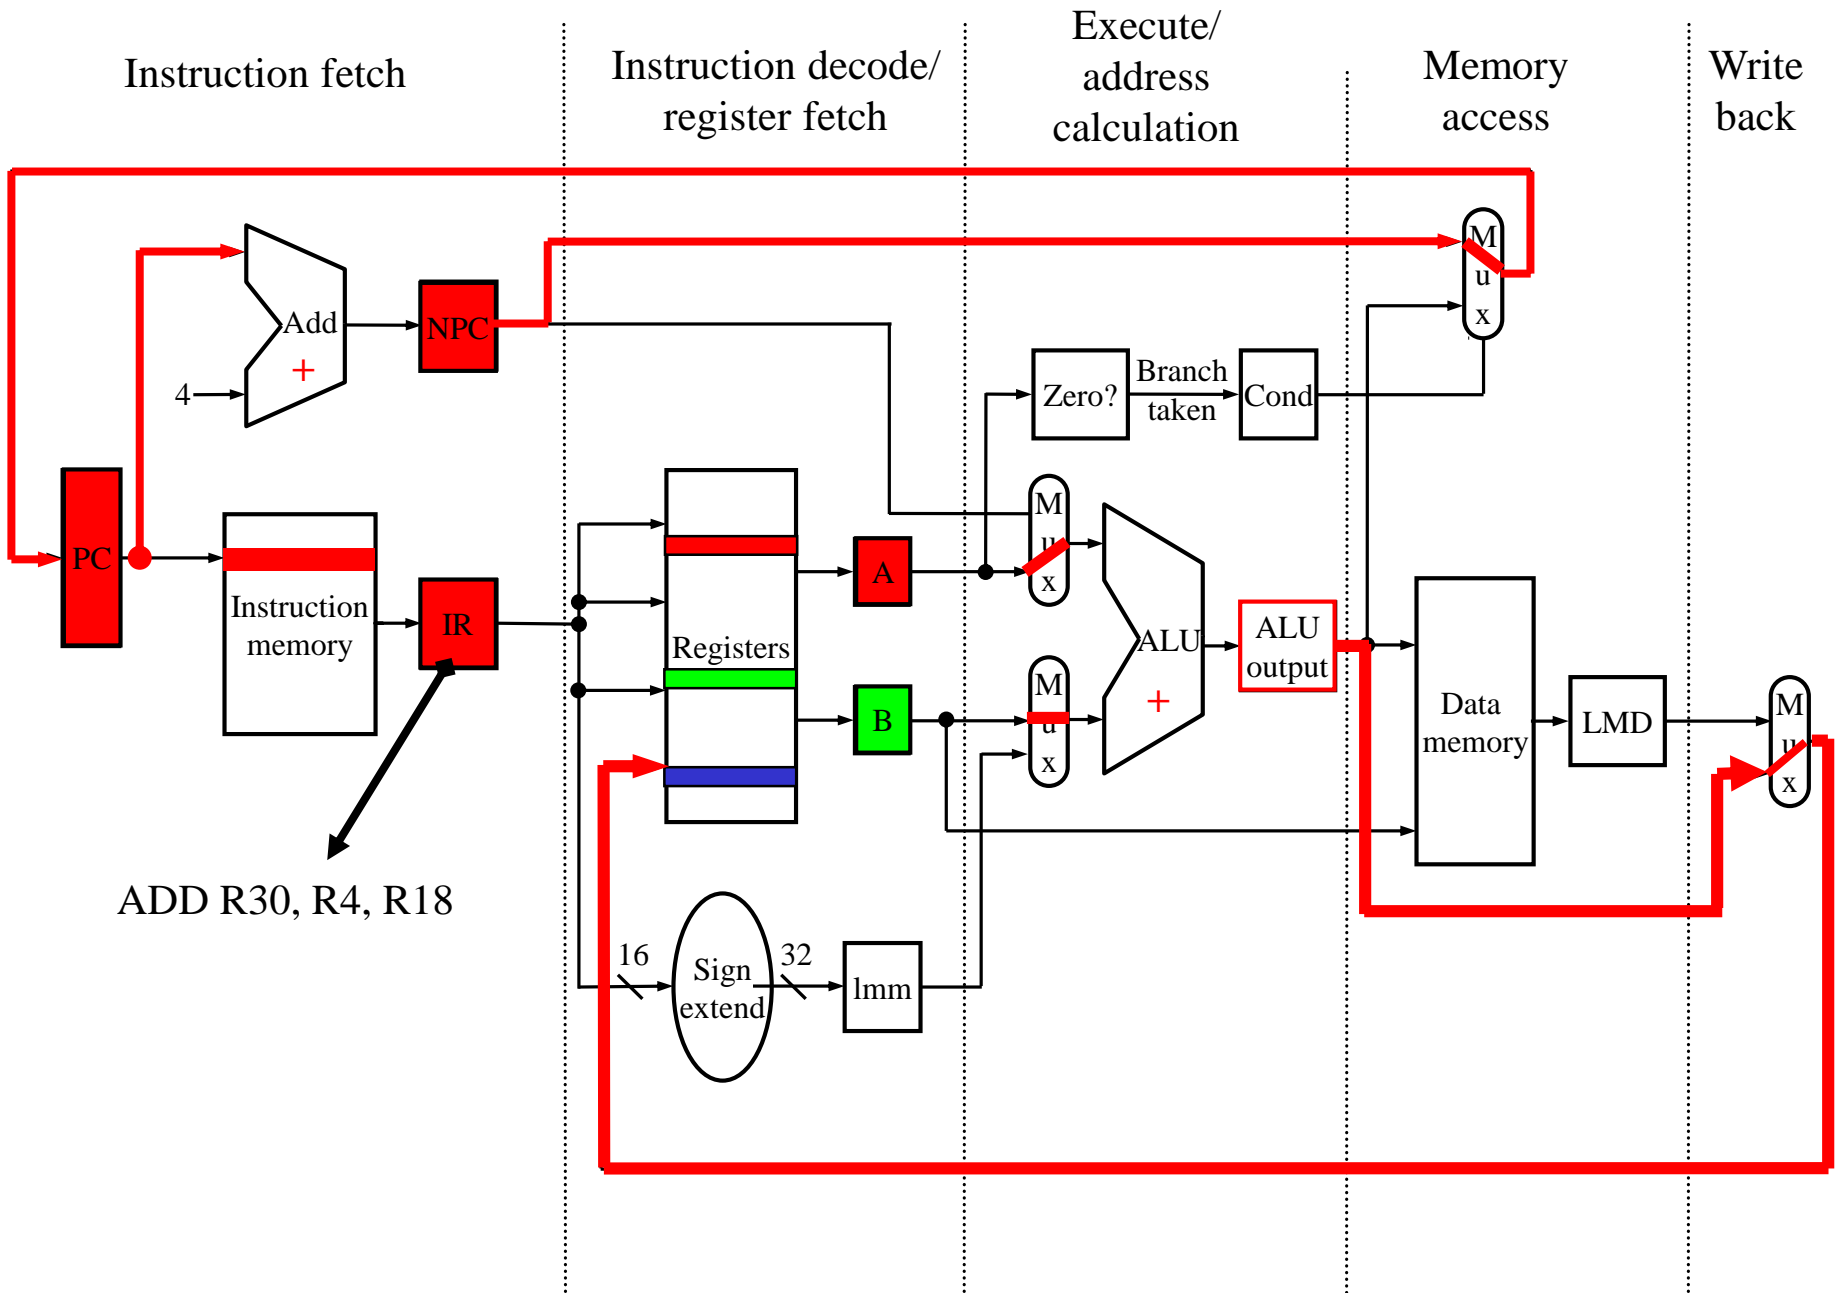 Instruction fetch
Instruction decode/
register fetch
Execute/
address
calculation
Memory
access
Write
back
M
u
x
Add
+
NPC
4
Zero?
Branch
taken
Cond
PC
Instruction
memory
IR
Registers
A
B
M
u
x
M
u
x
ALU
+
ALU
output
Data
memory
LMD
M
u
x
ADD R30, R4, R18
16
Sign
extend
32
lmm